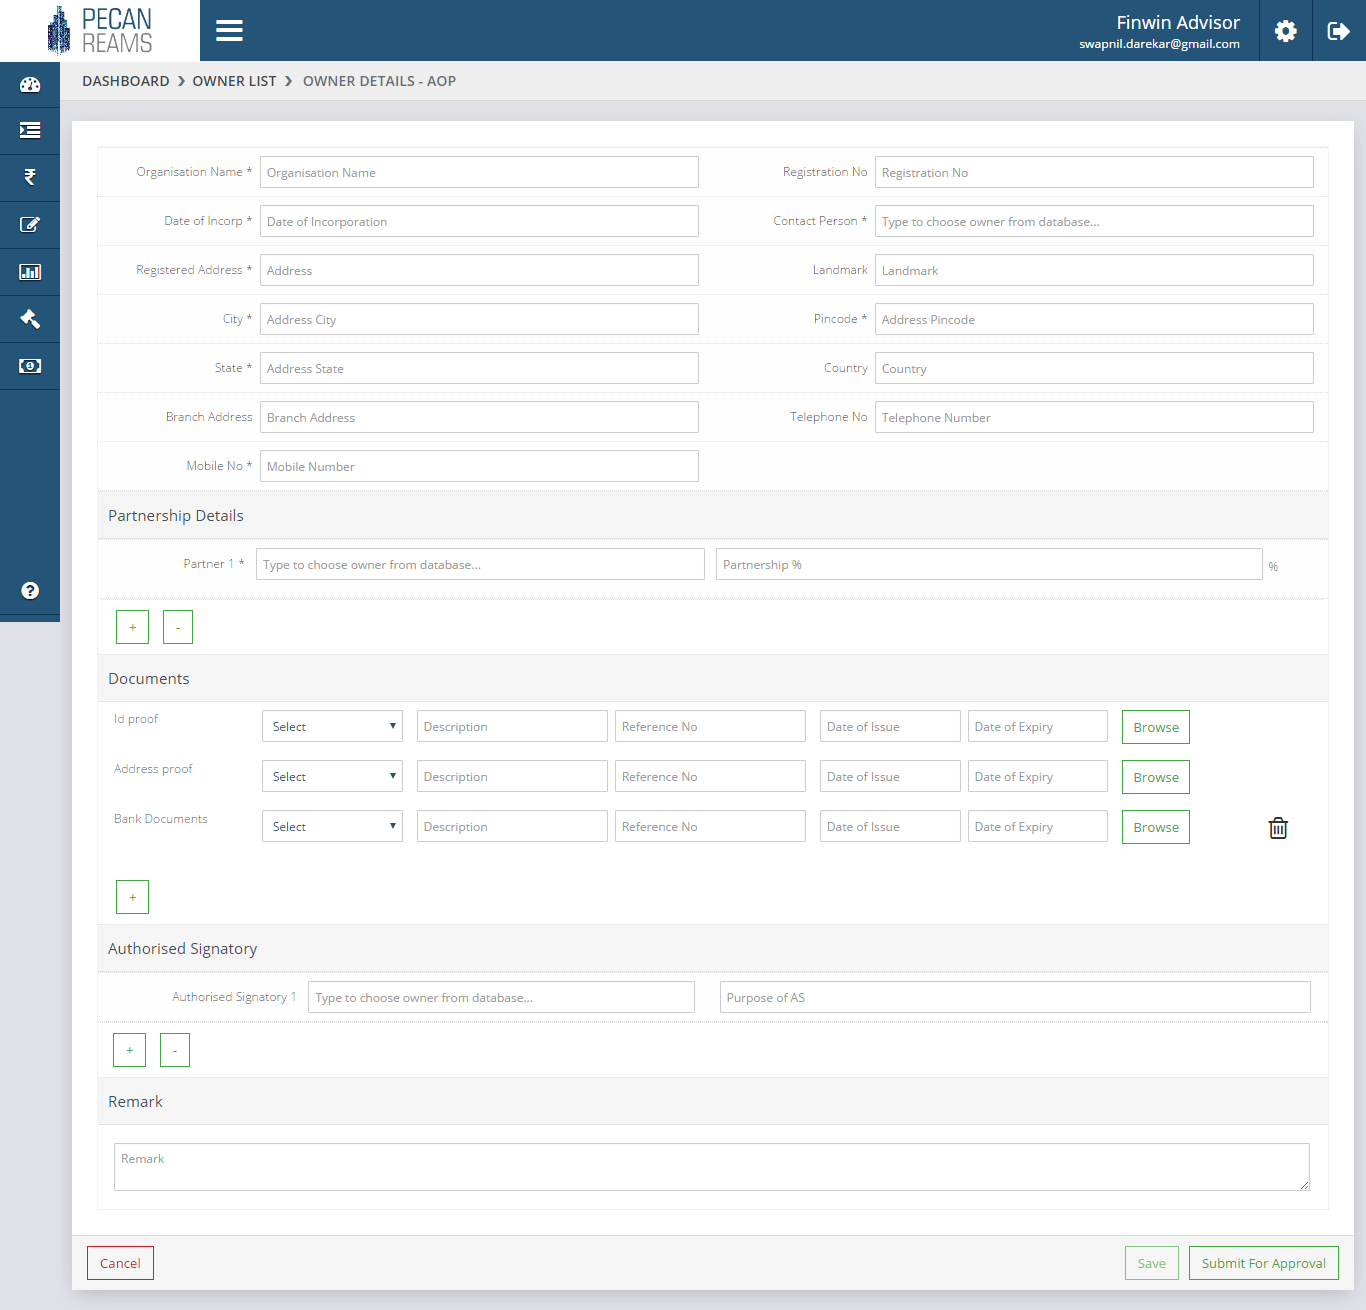 PECAN
REAMS
Finwin Advisor
swapnil.darekar@gmail.com
DASHBOARD > OWNER LIST > OWNER DETAILS - AOP
Organisation Name * Organisation Name Registration No Registration No
Date of Incorp * Date of Incorporation Contact Person * Type to choose owner from database...
Registered Address * Address Landmark Landmark
City * Address City Pincode * Address Pincode
State * Address State Country Country
Branch Address Branch Address Telephone No Telephone Number
Mobile No * Mobile Number
Partnership Details
Partner 1 * Type to choose owner from database... Partnership % %
+ -
Documents
Id proof Select Description Reference No Date of Issue Date of Expiry Browse
Address proof Select Description Reference No Date of Issue Date of Expiry Browse
Bank Documents Select Description Reference No Date of Issue Date of Expiry Browse
+
Authorised Signatory
Authorised Signatory 1 Type to choose owner from database... Purpose of AS
+ -
Remark
Remark
Cancel Save Submit For Approval